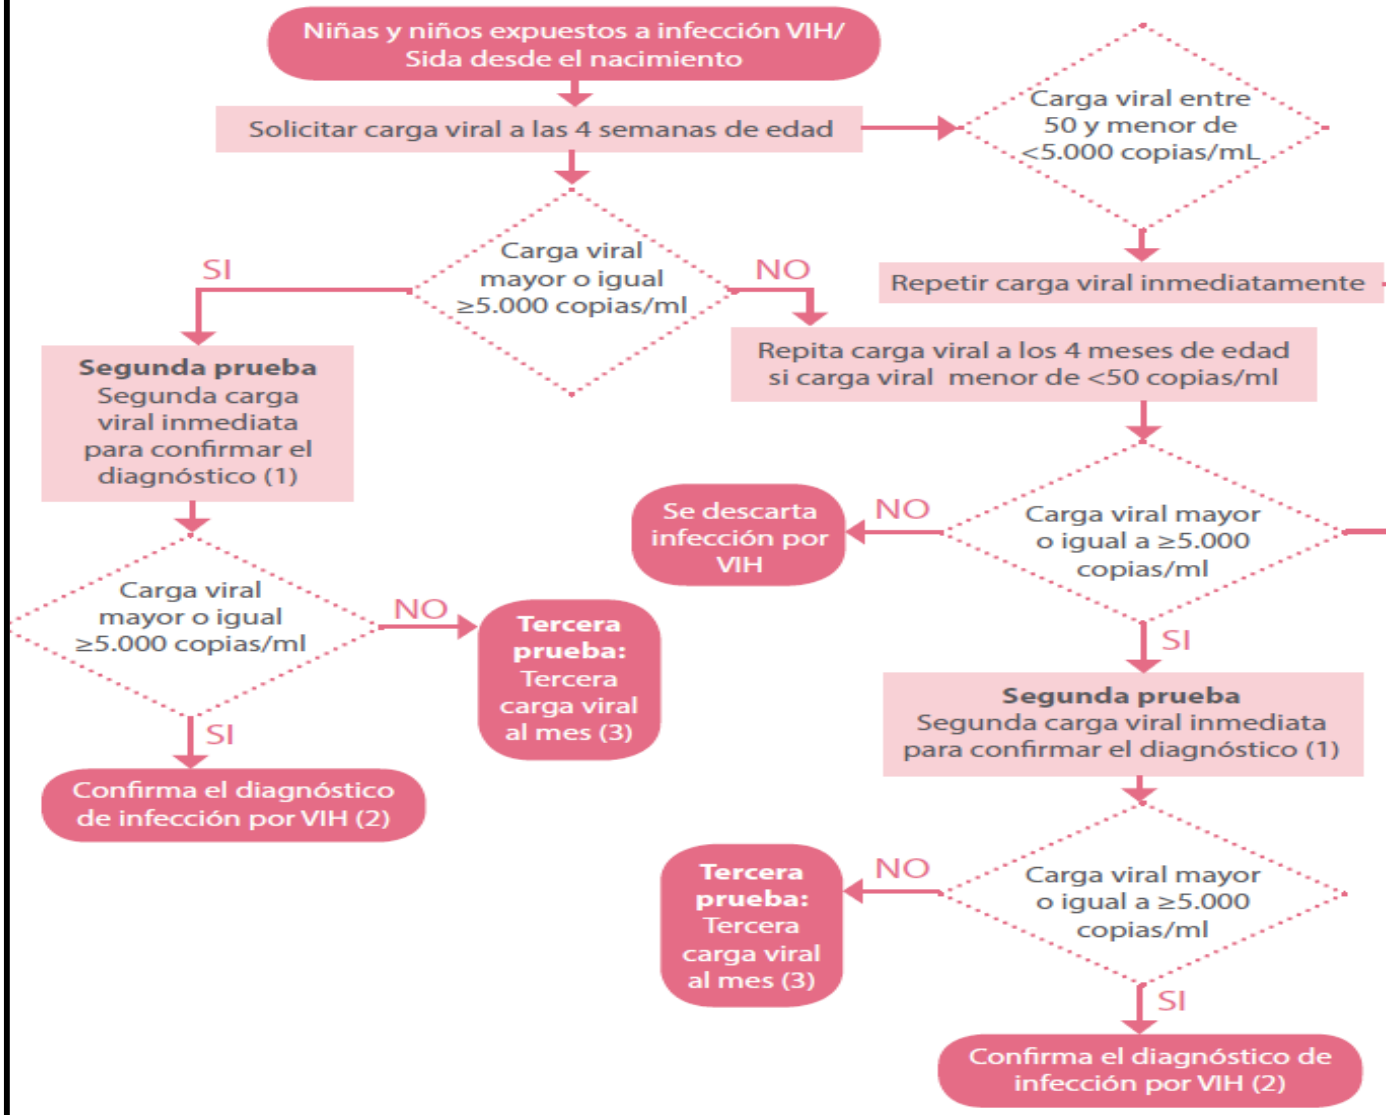 Niñas y niños expuestos a infección VIH/
Sida desde el nacimiento
Solicitar carga viral a las 4 semanas de edad
Carga viral entre
50 y menor de
<5.000 copias/mL
Repetir carga viral inmediatamente
Carga viral
mayor o igual
≥5.000 copias/ml
SI
NO
Segunda prueba
Segunda carga
viral inmediata
para confirmar el
diagnóstico (1)
Repita carga viral a los 4 meses de edad
si carga viral menor de <50 copias/ml
Carga viral
mayor o igual
≥5.000 copias/ml
NO
Tercera
prueba:
Tercera
carga viral
al mes (3)
SI
Confirma el diagnóstico
de infección por VIH (2)
Carga viral mayor
o igual a ≥5.000
copias/ml
NO
Se descarta
infección por
VIH
SI
Segunda prueba
Segunda carga viral inmediata
para confirmar el diagnóstico (1)
Carga viral mayor
o igual a ≥5.000
copias/ml
NO
Tercera
prueba:
Tercera
carga viral
al mes (3)
SI
Confirma el diagnóstico de
infección por VIH (2)